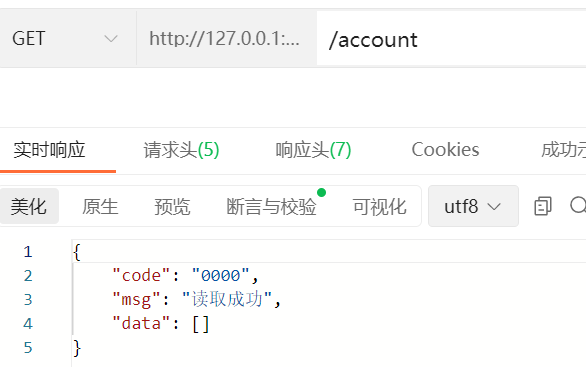 GET http://127.0.0.1:... /account
实时响应 请求头(5) 响应头(7) Cookies 成功示
美化 原生 预览 断言与校验 可视化 utf8
1 {
2 "code": "0000",
3 "msg": "读取成功",
4 "data": []
5 }